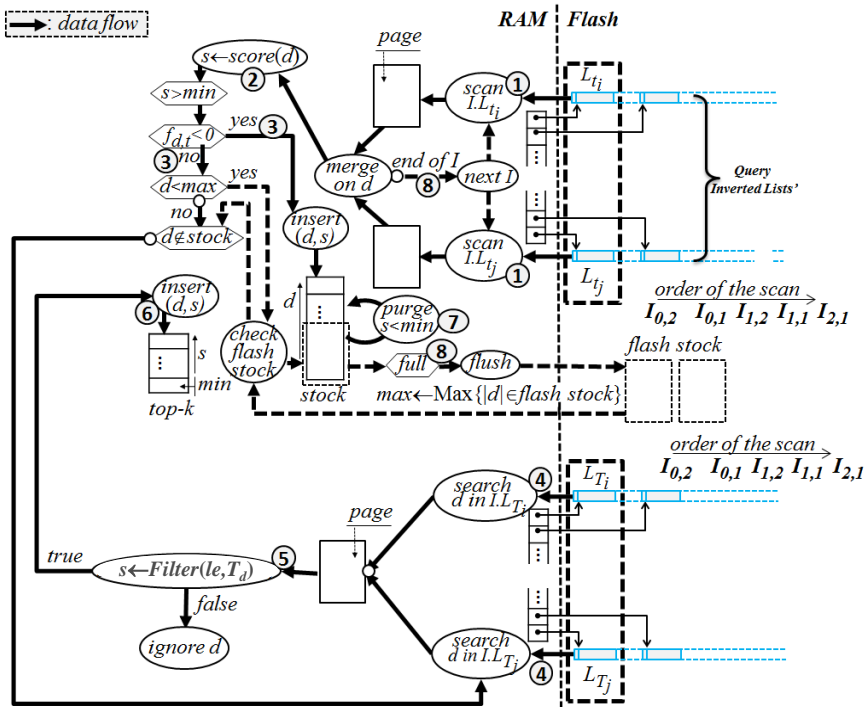 : data flow
RAM
Flash
page
s←score(d)
2
s>min
f_{d,t}<0
yes
3
3
no
d<max
yes
no
d∉stock
scan
I.L_{t_i}
1
L_{t_i}
merge
on d
end of I
8
next I
Query
Inverted Lists'
insert
(d,s)
scan
I.L_{t_j}
1
L_{t_j}
order of the scan
I_{0,2} I_{0,1} I_{1,2} I_{1,1} I_{2,1}
insert
(d,s)
6
d
...
purge
s<min
7
check
flash
stock
s
...
min
top-k
full
8
flush
flash stock
stock
max←Max{|d|∈flash stock}
order of the scan
I_{0,2} I_{0,1} I_{1,2} I_{1,1} I_{2,1}
search
d in I.L_{T_i}
4
L_{T_i}
page
true
s←Filter(le,T_d)
5
false
ignore d
search
d in I.L_{T_j}
4
L_{T_j}